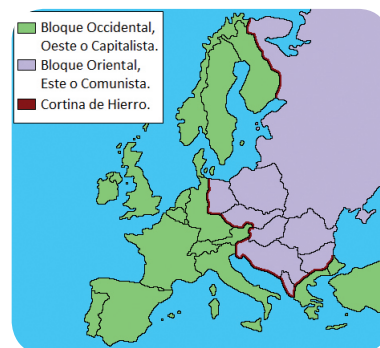 Bloque Occidental,
Oeste o Capitalista.
Bloque Oriental,
Este o Comunista.
Cortina de Hierro.